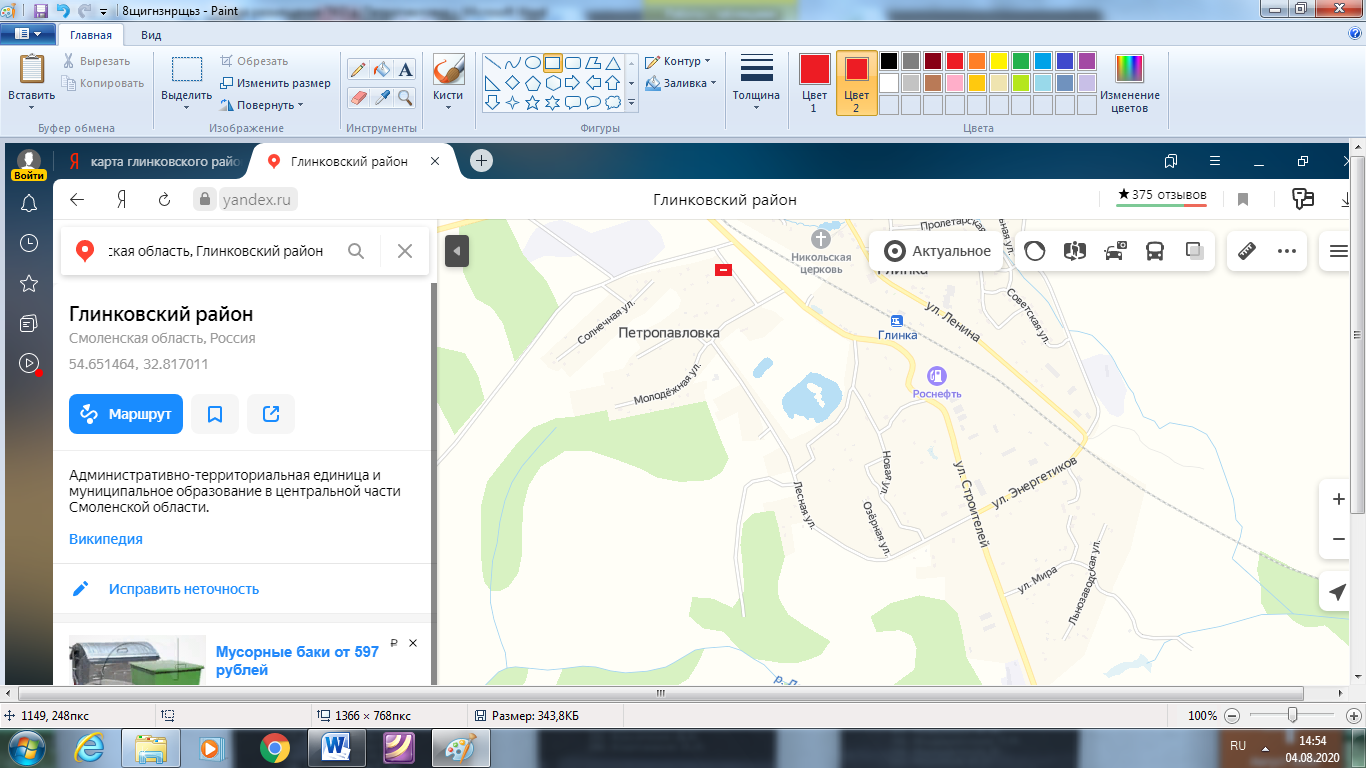 8щигнзнрщьз - Paint
Главная
Вид
Вставить
Вырезать
Копировать
Буфер обмена
Выделить
Обрезать
Изменить размер
Повернуть
Изображение
Инструменты
Кисти
Контур
Заливка
Фигуры
Толщина
Цвет 1
Цвет 2
Изменение цветов
Цвета
Войти
Я
карта глинковского райо
Глинковский район
Я
yandex.ru
Глинковский район
★375 отзывов
ская область, Глинковский район
Глинковский район
Смоленская область, Россия
54.651464, 32.817011
Маршрут
Административно-территориальная единица и
муниципальное образование в центральной части
Смоленской области.
Википедия
Исправить неточность
Мусорные баки от 597
рублей
₽
Актуальное
Пролетарская
Никольская
церковь
Глинка
Советская ул.
Солнечная ул.
Петропавловка
Глинка
ул. Ленина
Молодёжная ул.
Роснефть
Новая ул.
ул. Строителей
ул. Энергетиков
Лесная ул.
Озёрная ул.
ул. Мира
Льнозаводская ул.
1149, 248пкс
1366 × 768пкс
Размер: 343,8КБ
100%
RU
14:54
04.08.2020